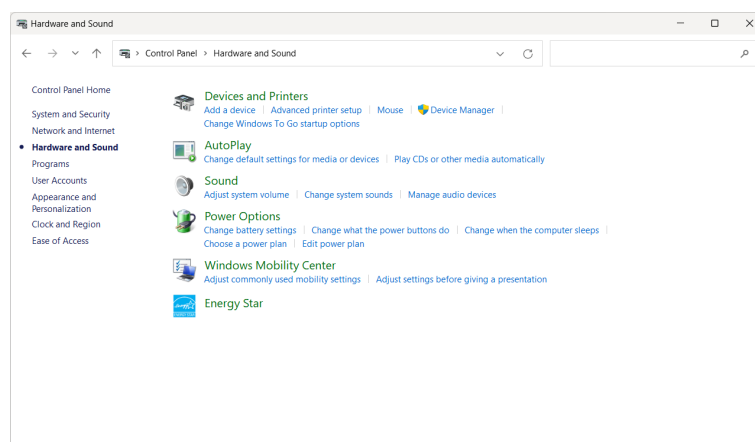 Hardware and Sound
Control Panel > Hardware and Sound
Control Panel Home
System and Security
Network and Internet
Hardware and Sound
Programs
User Accounts
Appearance and
Personalization
Clock and Region
Ease of Access
Devices and Printers
Add a device | Advanced printer setup | Mouse | Device Manager |
Change Windows To Go startup options
AutoPlay
Change default settings for media or devices | Play CDs or other media automatically
Sound
Adjust system volume | Change system sounds | Manage audio devices
Power Options
Change battery settings | Change what the power buttons do | Change when the computer sleeps |
Choose a power plan | Edit power plan
Windows Mobility Center
Adjust commonly used mobility settings | Adjust settings before giving a presentation
Energy Star